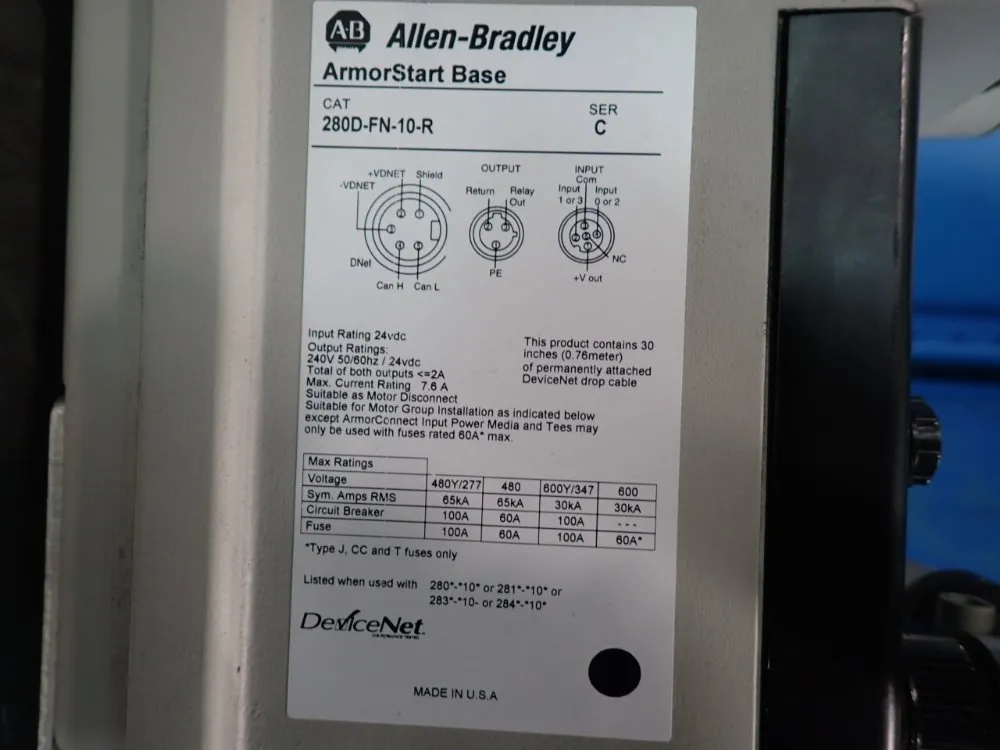 A·B Allen-Bradley
ArmorStart Base
CAT
280D-FN-10-R
SER
C
+VDNET Shield
-VDNET
DNet
Can H Can L
OUTPUT
Return Relay
Out
PE
INPUT
Com
Input Input
1 or 3 0 or 2
NC
+V out
Input Rating 24vdc
Output Ratings:
240V 50/60hz / 24vdc
Total of both outputs <=2A
Max. Current Rating 7.6 A
Suitable as Motor Disconnect
Suitable for Motor Group Installation as indicated below
except ArmorConnect Input Power Media and Tees may
only be used with fuses rated 60A* max.
This product contains 30
inches (0.76meter)
of permanently attached
DeviceNet drop cable
Max Ratings
Voltage 480Y/277 480 600Y/347 600
Sym. Amps RMS 65kA 65kA 30kA 30kA
Circuit Breaker 100A 60A 100A ---
Fuse 100A 60A 100A 60A*
*Type J, CC and T fuses only
Listed when used with 280*-*10* or 281*-*10* or
283*-*10- or 284*-*10*
DeviceNet
MADE IN U.S.A